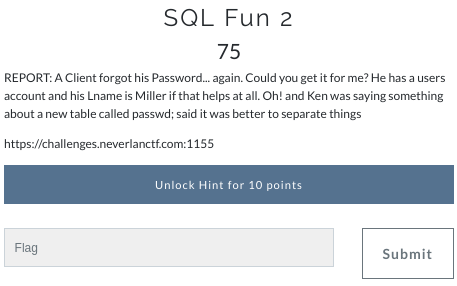 SQL Fun 2
75
REPORT: A Client forgot his Password... again. Could you get it for me? He has a users
account and his Lname is Miller if that helps at all. Oh! and Ken was saying something
about a new table called passwd; said it was better to separate things
https://challenges.neverlanctf.com:1155
Unlock Hint for 10 points
Flag
Submit